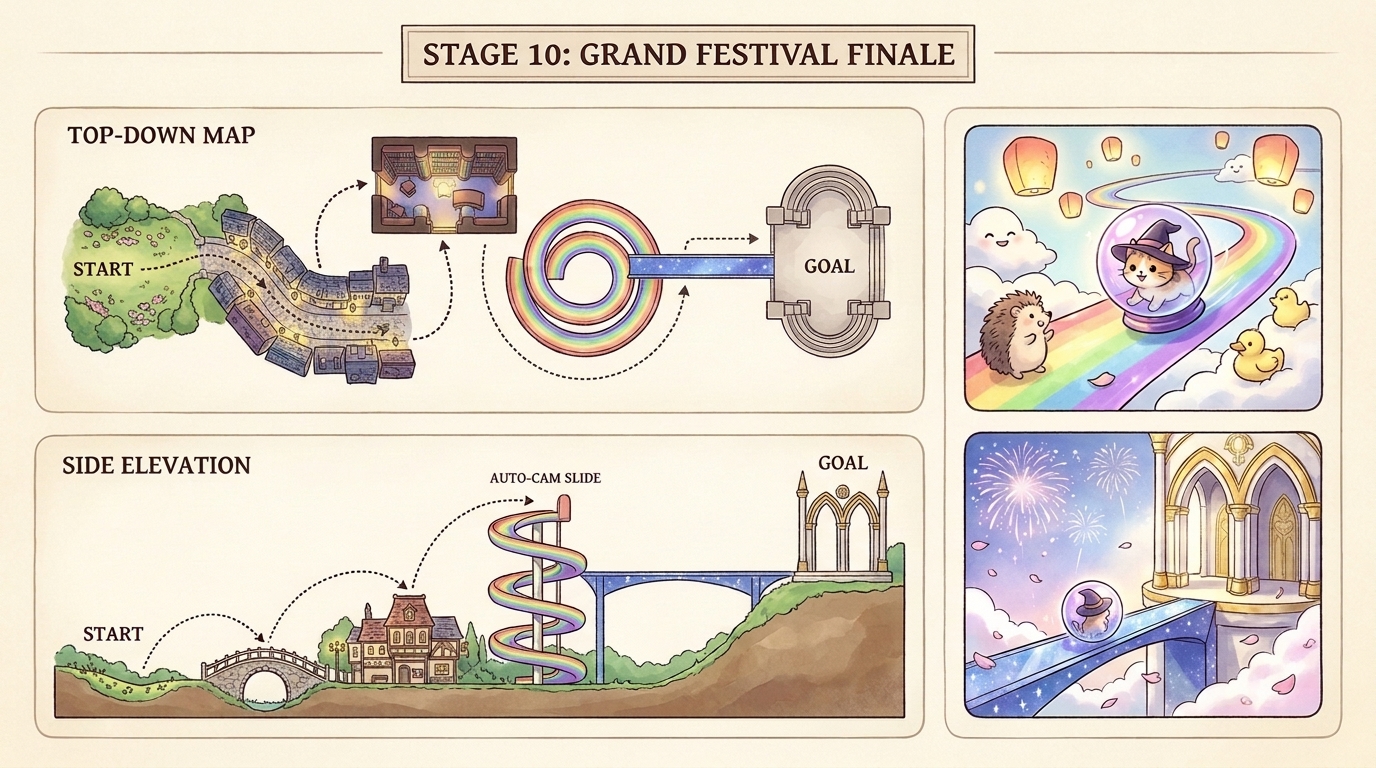 STAGE 10: GRAND FESTIVAL FINALE
TOP-DOWN MAP
START
GOAL
SIDE ELEVATION
START
AUTO-CAM SLIDE
GOAL